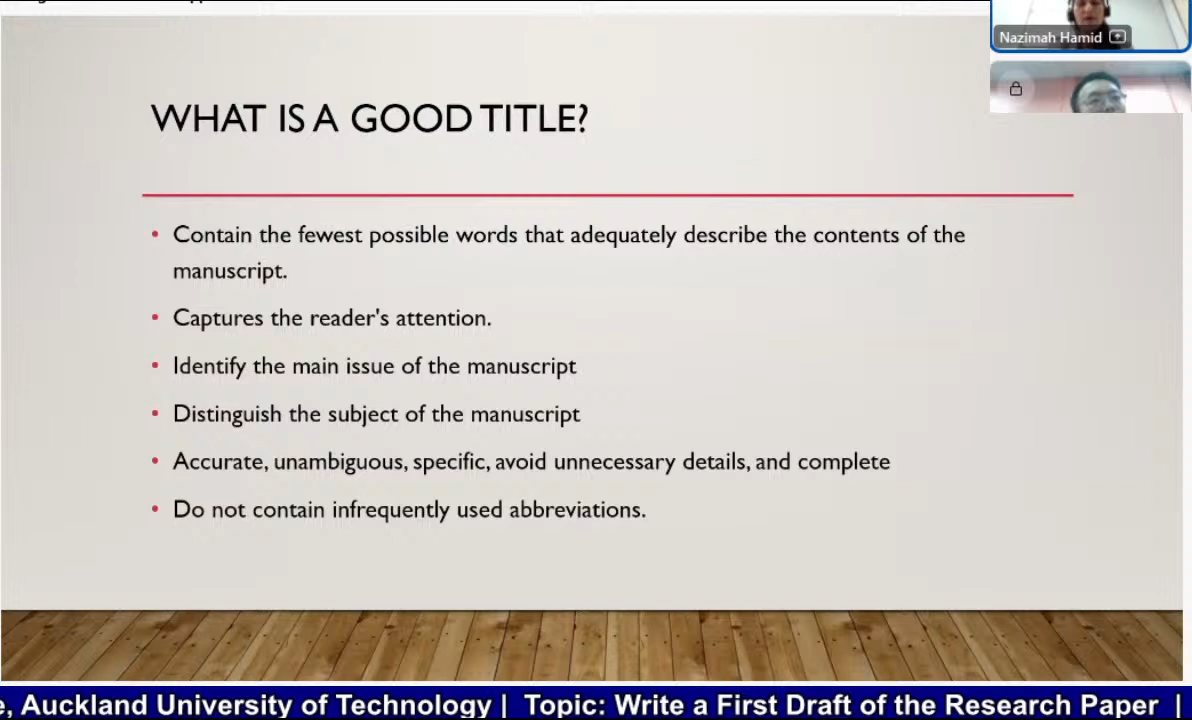 Nazimah Hamid
WHAT IS A GOOD TITLE?
• Contain the fewest possible words that adequately describe the contents of the
manuscript.
• Captures the reader's attention.
• Identify the main issue of the manuscript
• Distinguish the subject of the manuscript
• Accurate, unambiguous, specific, avoid unnecessary details, and complete
• Do not contain infrequently used abbreviations.
, Auckland University of Technology | Topic: Write a First Draft of the Research Paper |